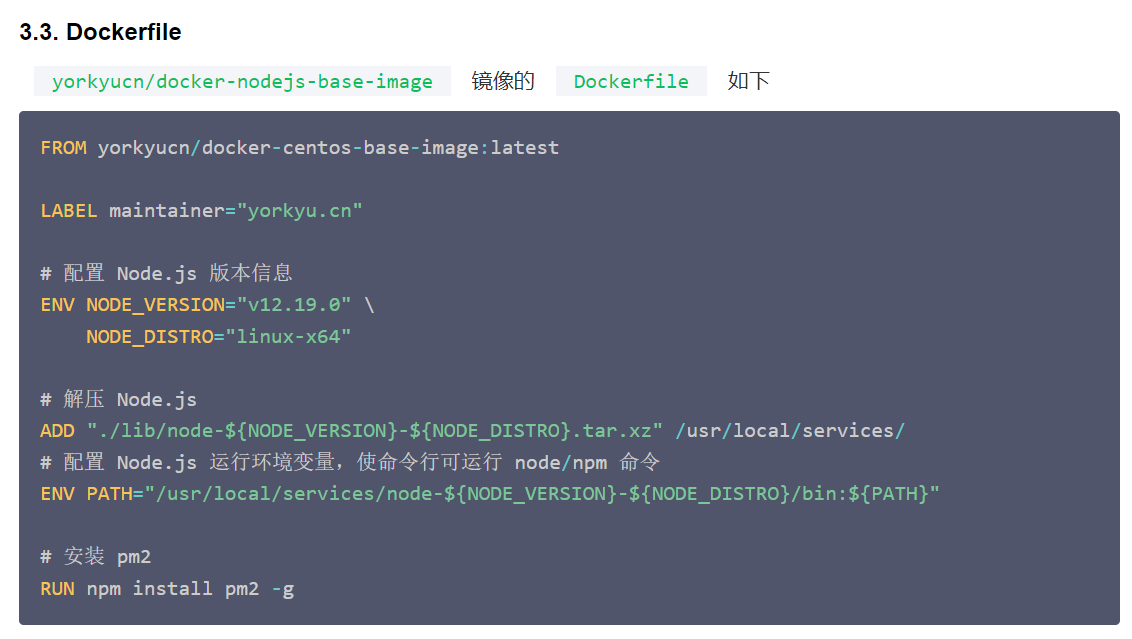 3.3. Dockerfile
yorkyucn/docker-nodejs-base-image 镜像的 Dockerfile 如下
FROM yorkyucn/docker-centos-base-image:latest
LABEL maintainer="yorkyu.cn"
# 配置 Node.js 版本信息
ENV NODE_VERSION="v12.19.0" \
NODE_DISTRO="linux-x64"
# 解压 Node.js
ADD "./lib/node-${NODE_VERSION}-${NODE_DISTRO}.tar.xz" /usr/local/services/
# 配置 Node.js 运行环境变量，使命令行可运行 node/npm 命令
ENV PATH="/usr/local/services/node-${NODE_VERSION}-${NODE_DISTRO}/bin:${PATH}"
# 安装 pm2
RUN npm install pm2 -g